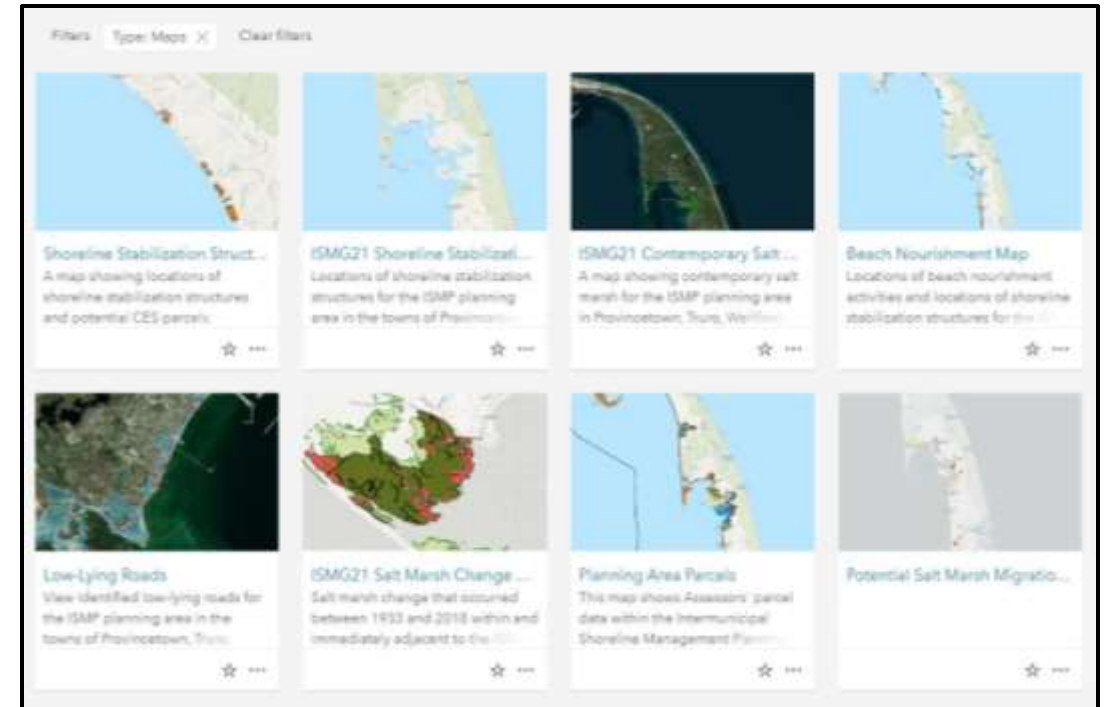 Filters Type: Maps × Clear filters
Shoreline Stabilization Struct...
A map showing locations of
shoreline stabilization structures
and potential CES parcels
ISMG21 Shoreline Stabilizati...
Locations of shoreline stabilization
structures for the ISMP planning
area in the towns of
ISMG21 Contemporary Salt ...
A map showing contemporary salt
marsh for the ISMP planning area
in Provincetown, Truro,
Beach Nourishment Map
Locations of beach nourishment
activities and locations of shoreline
stabilization structures for the
Low-Lying Roads
View identified low-lying roads for
the ISMP planning area in the
towns of Provincetown, Truro,
ISMG21 Salt Marsh Change ...
Salt marsh change that occurred
between 1933 and 2018 within and
immediately adjacent to the
Planning Area Parcels
This map shows Assessors' parcel
data within the Intermunicipal
Shoreline Management
Potential Salt Marsh Migratio...